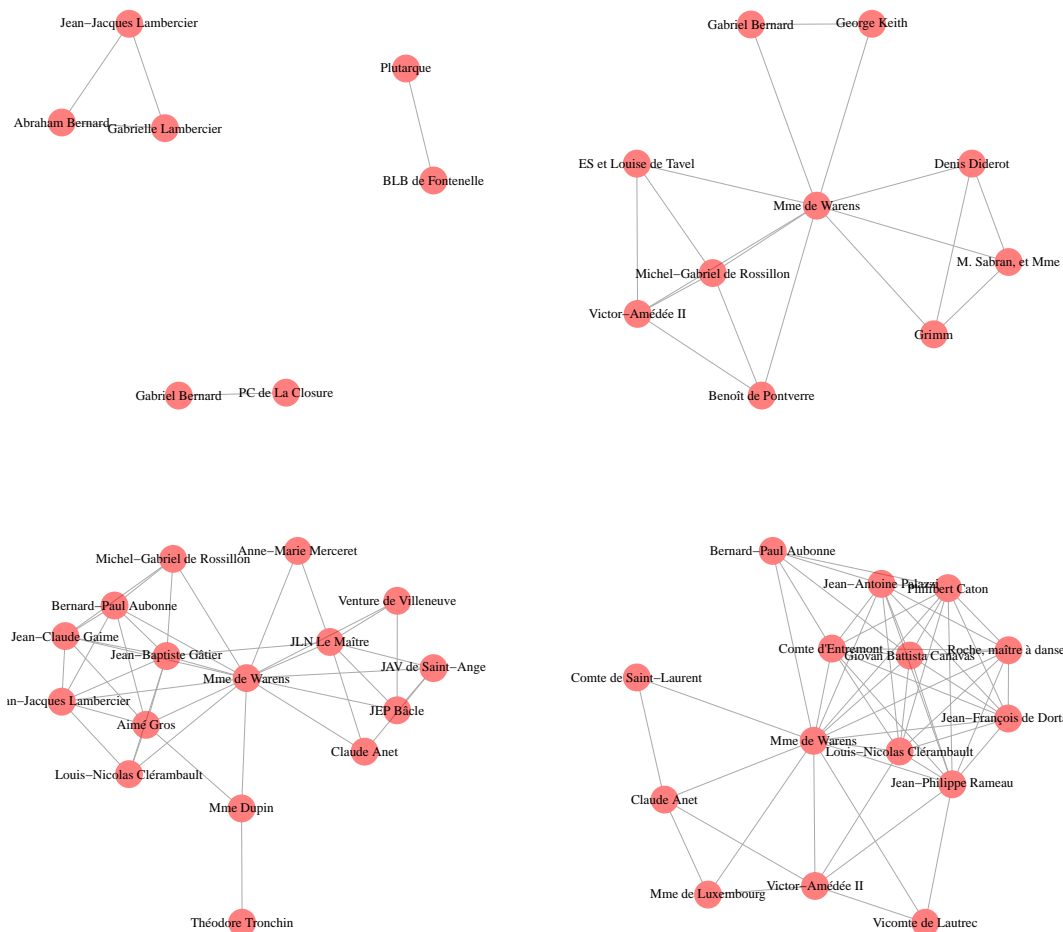 Jean−Jacques Lambercier
Abraham Bernard
Gabrielle Lambercier
Plutarque
BLB de Fontenelle
Gabriel Bernard
PC de La Closure
Gabriel Bernard
George Keith
ES et Louise de Tavel
Denis Diderot
Mme de Warens
Michel−Gabriel de Rossillon
M. Sabran, et Mme
Victor−Amédée II
Grimm
Benoît de Pontverre
Michel−Gabriel de Rossillon
Anne−Marie Merceret
Bernard−Paul Aubonne
Venture de Villeneuve
Jean−Claude Gaime
JLN Le Maître
Jean−Baptiste Gâtier
JAV de Saint−Ange
Mme de Warens
n−Jacques Lambercier
JEP Bâcle
Aimé Gros
Claude Anet
Louis−Nicolas Clérambault
Mme Dupin
Théodore Tronchin
Bernard−Paul Aubonne
Jean−Antoine Palazzi
Philibert Caton
Comte d'Entremont
Giovan Battista Canavas
Roche, maître à danse
Comte de Saint−Laurent
Jean−François de Dorta
Mme de Warens
Louis−Nicolas Clérambault
Jean−Philippe Rameau
Claude Anet
Victor−Amédée II
Mme de Luxembourg
Vicomte de Lautrec